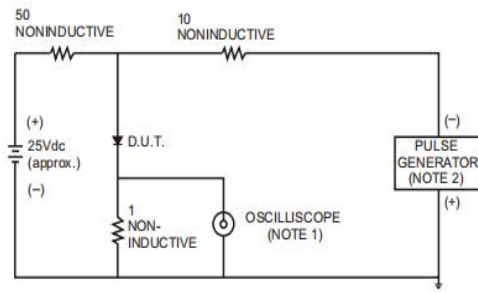 50
NONINDUCTIVE
10
NONINDUCTIVE
(+)
25Vdc
(approx.)
(–)
D.U.T.
1
NON-
INDUCTIVE
OSCILLISCOPE
(NOTE 1)
(–)
PULSE
GENERATOR
(NOTE 2)
(+)